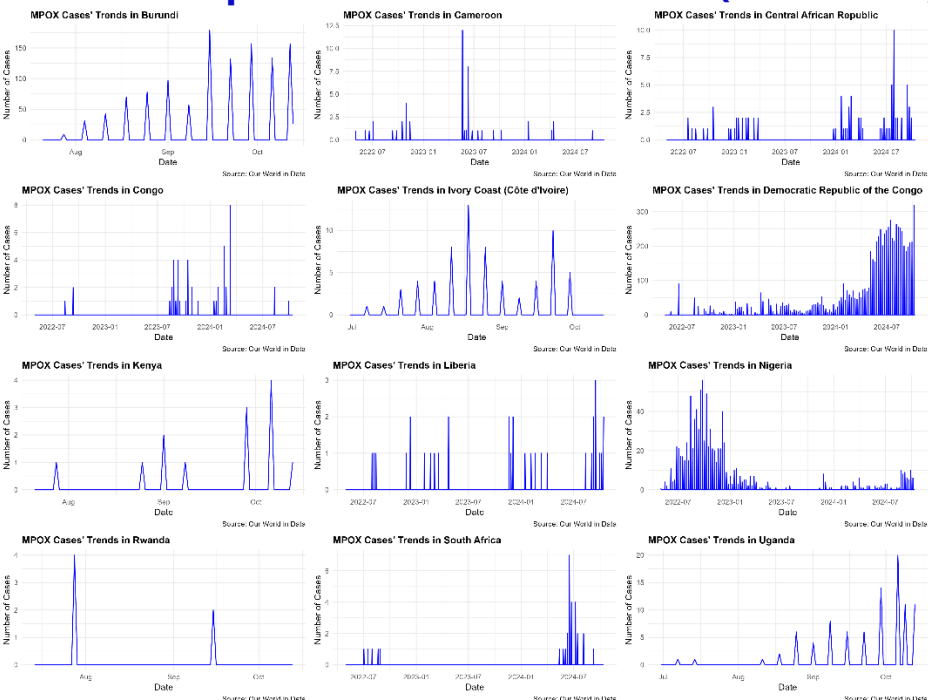 MPOX Cases' Trends in Burundi
Number of Cases
150
100
50
0
Aug Sep Oct
Date
Source: Our World in Data
MPOX Cases' Trends in Cameroon
Number of Cases
12.5
10.0
7.5
5.0
2.5
0.0
2022-07 2023-01 2023-07 2024-01 2024-07
Date
Source: Our World in Data
MPOX Cases' Trends in Central African Republic
Number of Cases
10.0
7.5
5.0
2.5
0.0
2022-07 2023-01 2023-07 2024-01 2024-07
Date
Source: Our World in Data
MPOX Cases' Trends in Congo
Number of Cases
8
6
4
2
0
2022-07 2023-01 2023-07 2024-01 2024-07
Date
Source: Our World in Data
MPOX Cases' Trends in Ivory Coast (Côte d'Ivoire)
Number of Cases
10
5
0
Jul Aug Sep Oct
Date
Source: Our World in Data
MPOX Cases' Trends in Democratic Republic of the Congo
Number of Cases
300
200
100
0
2022-07 2023-01 2023-07 2024-01 2024-07
Date
Source: Our World in Data
MPOX Cases' Trends in Kenya
Number of Cases
4
3
2
1
0
Aug Sep Oct
Date
Source: Our World in Data
MPOX Cases' Trends in Liberia
Number of Cases
3
2
1
0
2022-07 2023-01 2023-07 2024-01 2024-07
Date
Source: Our World in Data
MPOX Cases' Trends in Nigeria
Number of Cases
40
20
0
2022-07 2023-01 2023-07 2024-01 2024-07
Date
Source: Our World in Data
MPOX Cases' Trends in Rwanda
Number of Cases
4
3
2
1
0
Aug Sep Oct
Date
Source: Our World in Data
MPOX Cases' Trends in South Africa
Number of Cases
6
4
2
0
2022-07 2023-01 2023-07 2024-01 2024-07
Date
Source: Our World in Data
MPOX Cases' Trends in Uganda
Number of Cases
20
15
10
5
0
Jul Aug Sep Oct
Date
Source: Our World in Data